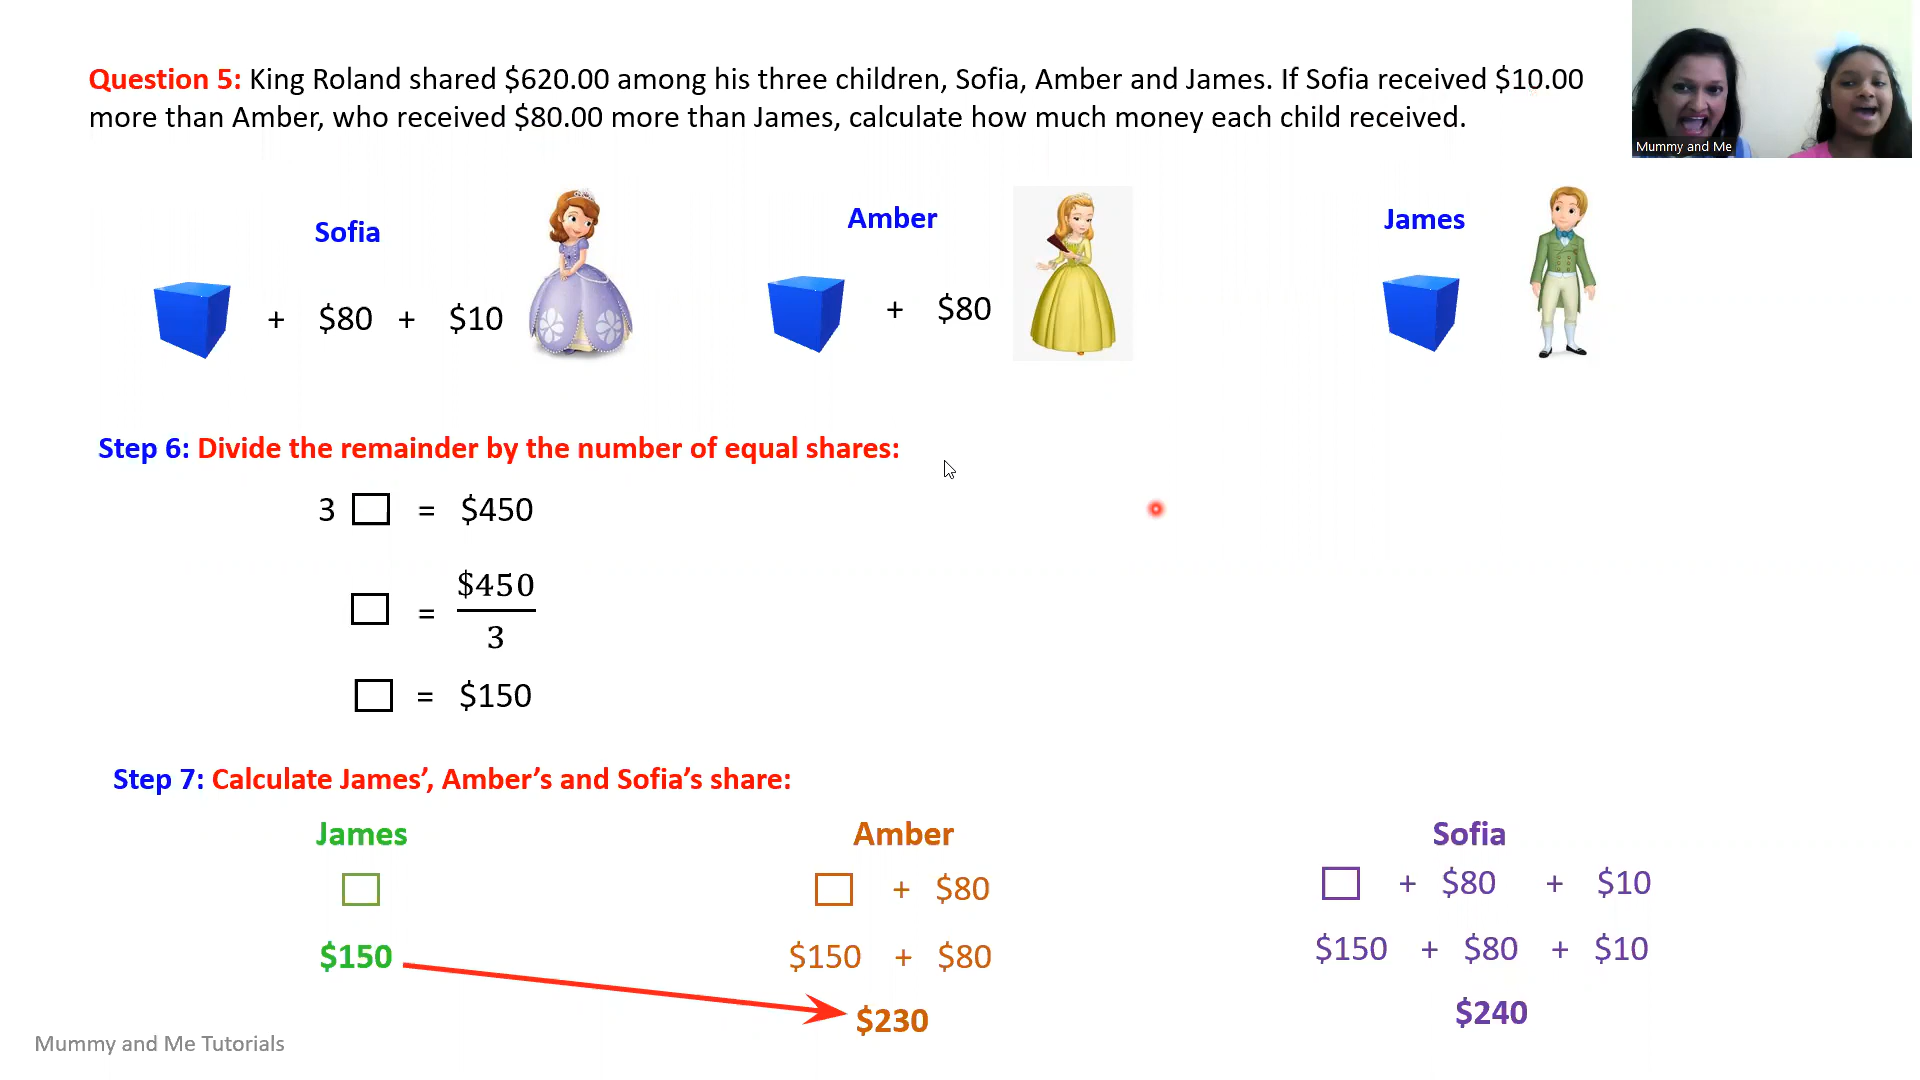 Question 5: King Roland shared $620.00 among his three children, Sofia, Amber and James. If Sofia received $10.00
more than Amber, who received $80.00 more than James, calculate how much money each child received.
Mummy and Me
Sofia
Amber
James
+ $80 + $10
+ $80
Step 6: Divide the remainder by the number of equal shares:
3 □ = $450
□ = $450
3
□ = $150
Step 7: Calculate James’, Amber’s and Sofia’s share:
James
□
$150
Amber
□ + $80
$150 + $80
$230
Sofia
□ + $80 + $10
$150 + $80 + $10
$240
Mummy and Me Tutorials